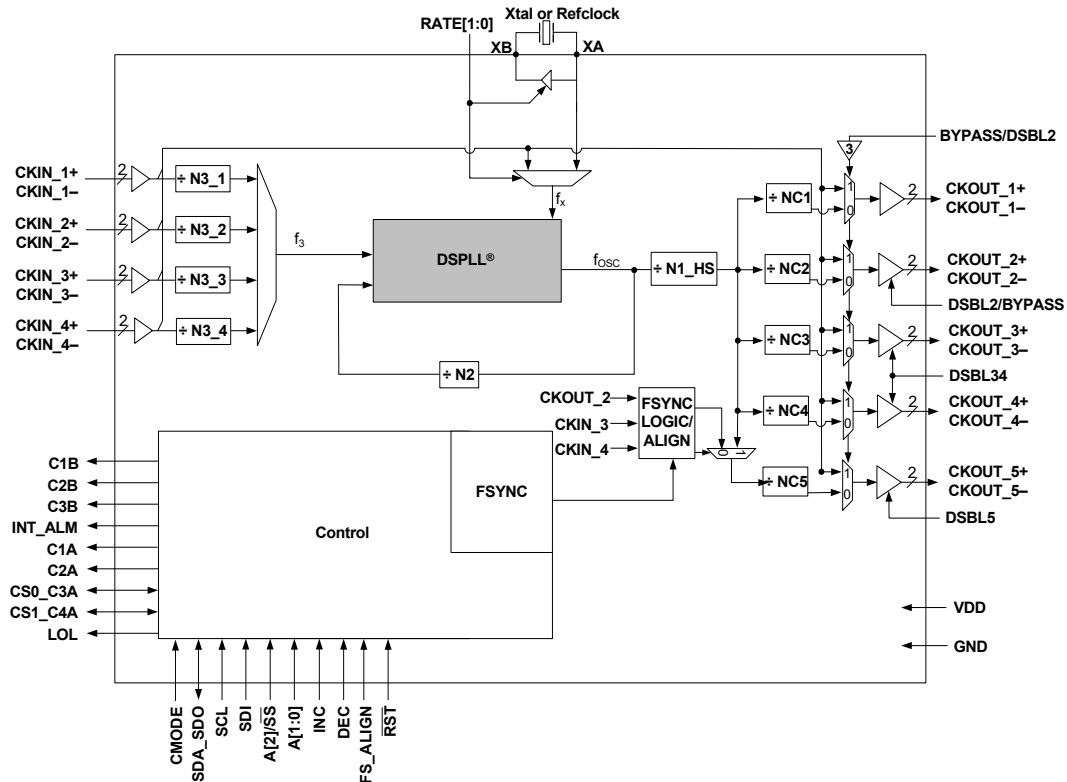 Xtal or Refclock
RATE[1:0]
XB
XA
BYPASS/DSBL2
3
CKIN_1+
CKIN_1–
2
÷ N3_1
CKIN_2+
CKIN_2–
2
÷ N3_2
CKIN_3+
CKIN_3–
2
÷ N3_3
CKIN_4+
CKIN_4–
2
÷ N3_4
f3
fx
DSPLL®
fOSC
÷ N1_HS
÷ N2
÷ NC1
1
0
2
CKOUT_1+
CKOUT_1–
÷ NC2
1
0
2
CKOUT_2+
CKOUT_2–
DSBL2/BYPASS
÷ NC3
1
0
2
CKOUT_3+
CKOUT_3–
DSBL34
÷ NC4
1
0
2
CKOUT_4+
CKOUT_4–
CKOUT_2
CKIN_3
CKIN_4
FSYNC
LOGIC/
ALIGN
0
1
÷ NC5
1
0
2
CKOUT_5+
CKOUT_5–
DSBL5
C1B
C2B
C3B
INT_ALM
C1A
C2A
CS0_C3A
CS1_C4A
LOL
Control
FSYNC
VDD
GND
CMODE
SDA_SDO
SCL
SDI
A[2]/S̅S̅
A[1:0]
INC
DEC
FS_ALIGN
R̅S̅T̅